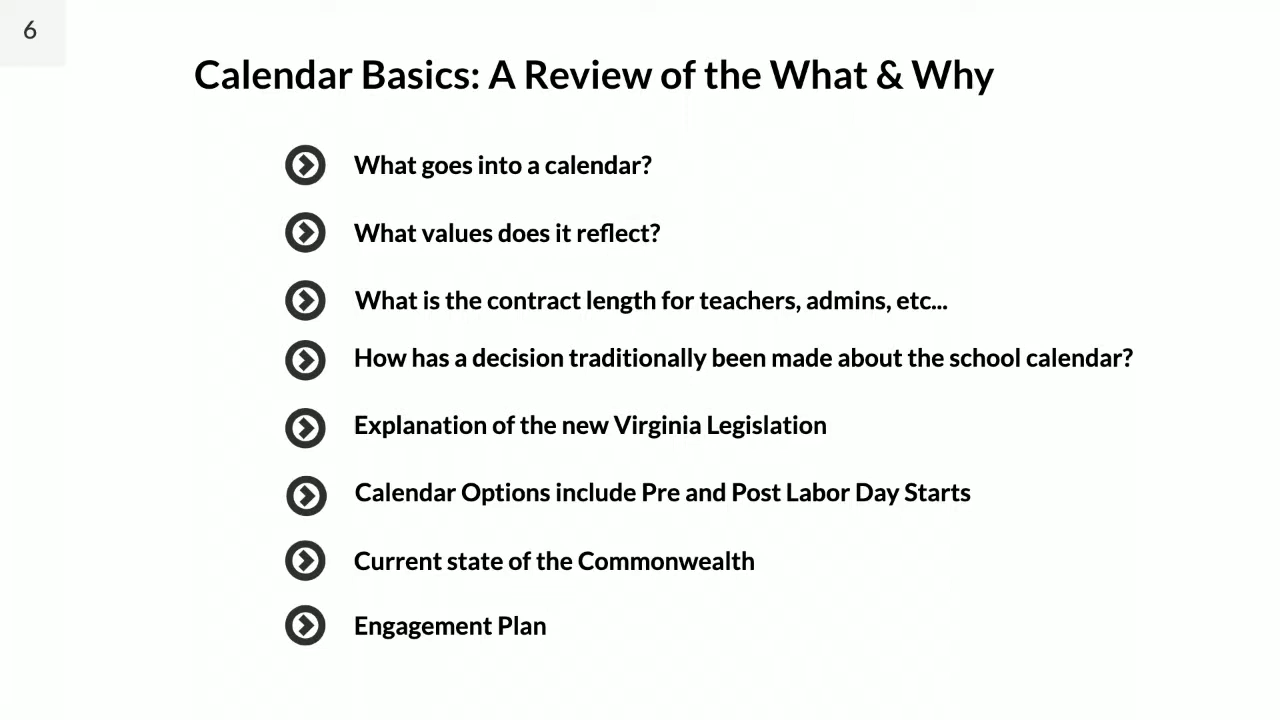 6
Calendar Basics: A Review of the What & Why
What goes into a calendar?
What values does it reflect?
What is the contract length for teachers, admins, etc...
How has a decision traditionally been made about the school calendar?
Explanation of the new Virginia Legislation
Calendar Options include Pre and Post Labor Day Starts
Current state of the Commonwealth
Engagement Plan